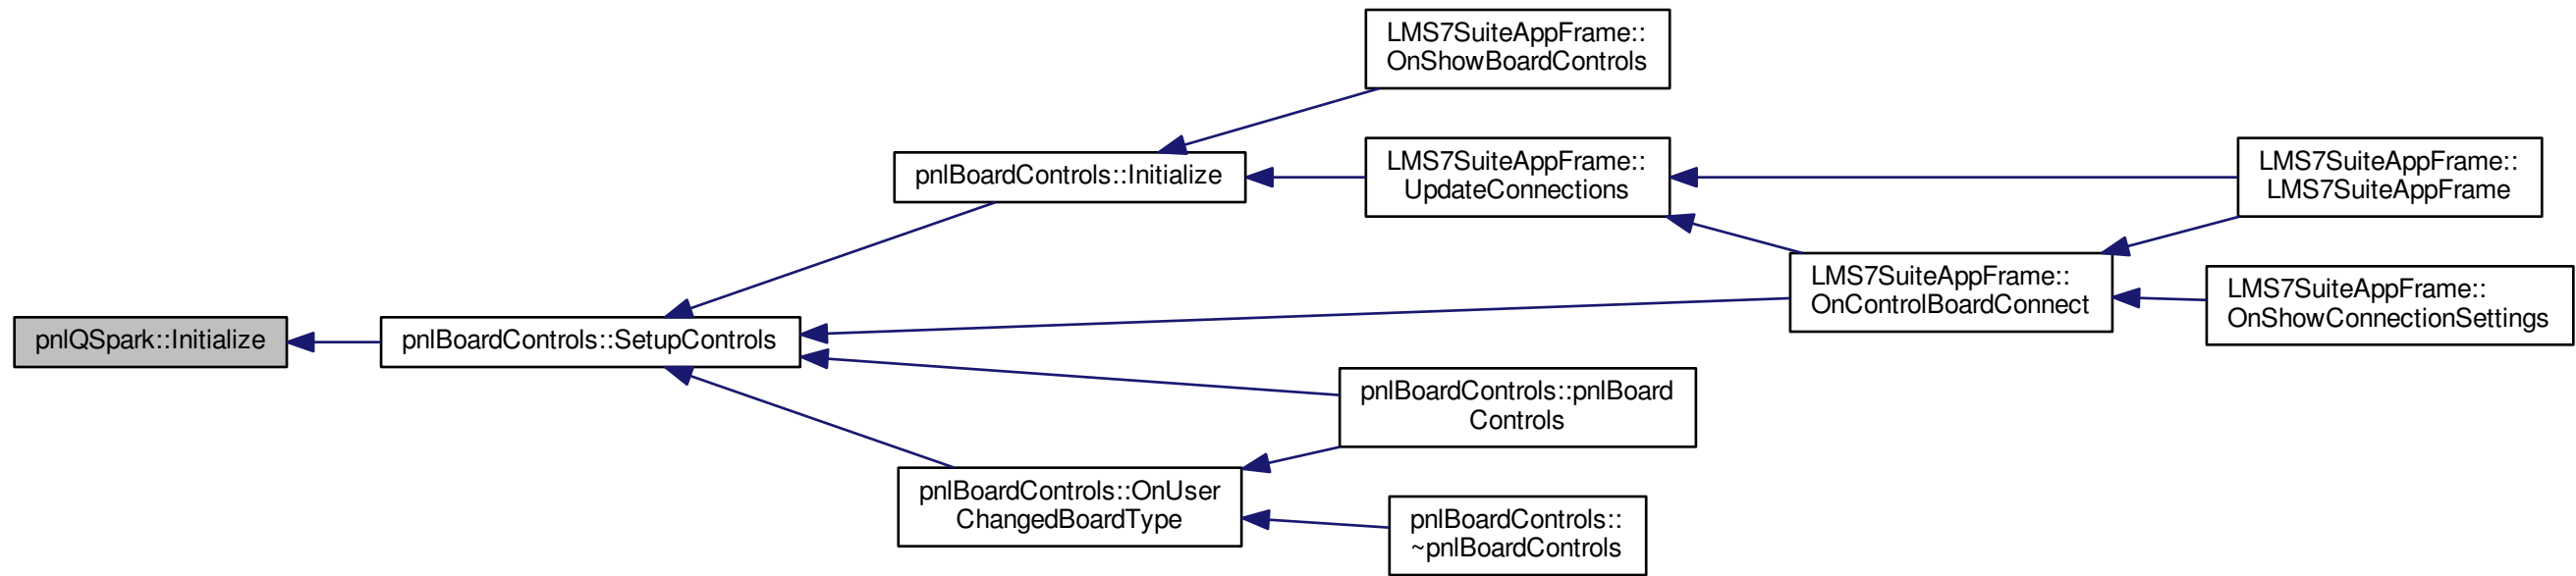 pnlQSpark::Initialize
pnlBoardControls::SetupControls
pnlBoardControls::Initialize
LMS7SuiteAppFrame::
OnShowBoardControls
LMS7SuiteAppFrame::
UpdateConnections
LMS7SuiteAppFrame::
LMS7SuiteAppFrame
LMS7SuiteAppFrame::
OnControlBoardConnect
LMS7SuiteAppFrame::
OnShowConnectionSettings
pnlBoardControls::pnlBoard
Controls
pnlBoardControls::OnUser
ChangedBoardType
pnlBoardControls::
~pnlBoardControls